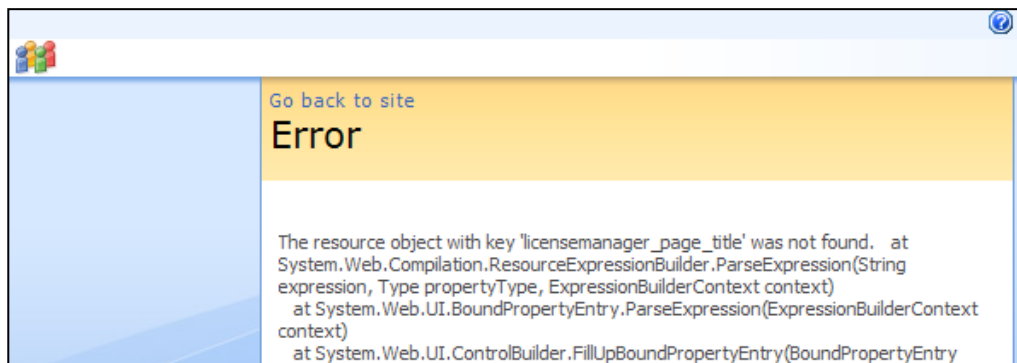 Go back to site
Error
The resource object with key 'licensemanager_page_title' was not found.   at
System.Web.Compilation.ResourceExpressionBuilder.ParseExpression(String
expression, Type propertyType, ExpressionBuilderContext context)
at System.Web.UI.BoundPropertyEntry.ParseExpression(ExpressionBuilderContext
context)
at System.Web.UI.ControlBuilder.FillUpBoundPropertyEntry(BoundPropertyEntry